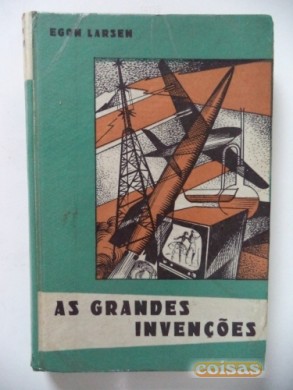 EGON LARSEN
AS GRANDES
INVENÇÕES
coisas